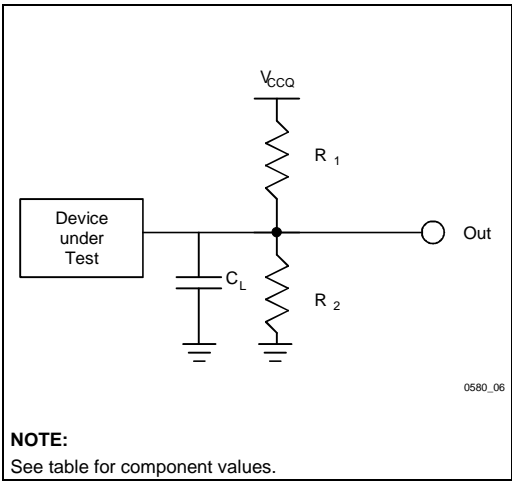 VCCQ
R 1
Device
under
Test
Out
CL
R 2
0580_06
NOTE:
See table for component values.